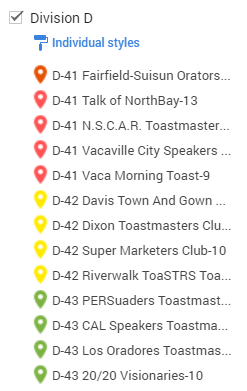 Division D
Individual styles
D-41 Fairfield-Suisun Orators...
D-41 Talk of NorthBay-13
D-41 N.S.C.A.R. Toastmaster...
D-41 Vacaville City Speakers ...
D-41 Vaca Morning Toast-9
D-42 Davis Town And Gown ...
D-42 Dixon Toastmasters Clu...
D-42 Super Marketers Club-10
D-42 Riverwalk ToaSTRS Toa...
D-43 PERSuaders Toastmast...
D-43 CAL Speakers Toastma...
D-43 Los Oradores Toastmas...
D-43 20/20 Visionaries-10